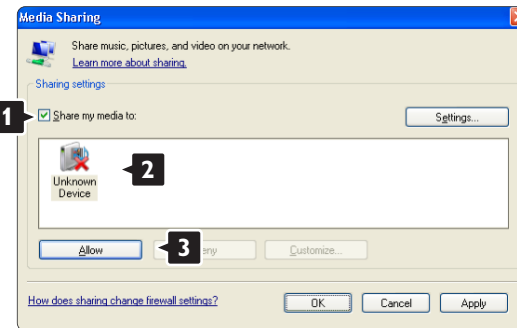 Media Sharing
Share music, pictures, and video on your network.
Learn more about sharing.
Sharing settings
1
Share my media to:
Settings...
Unknown
Device
2
Allow
3
Customize...
How does sharing change firewall settings?
OK
Cancel
Apply